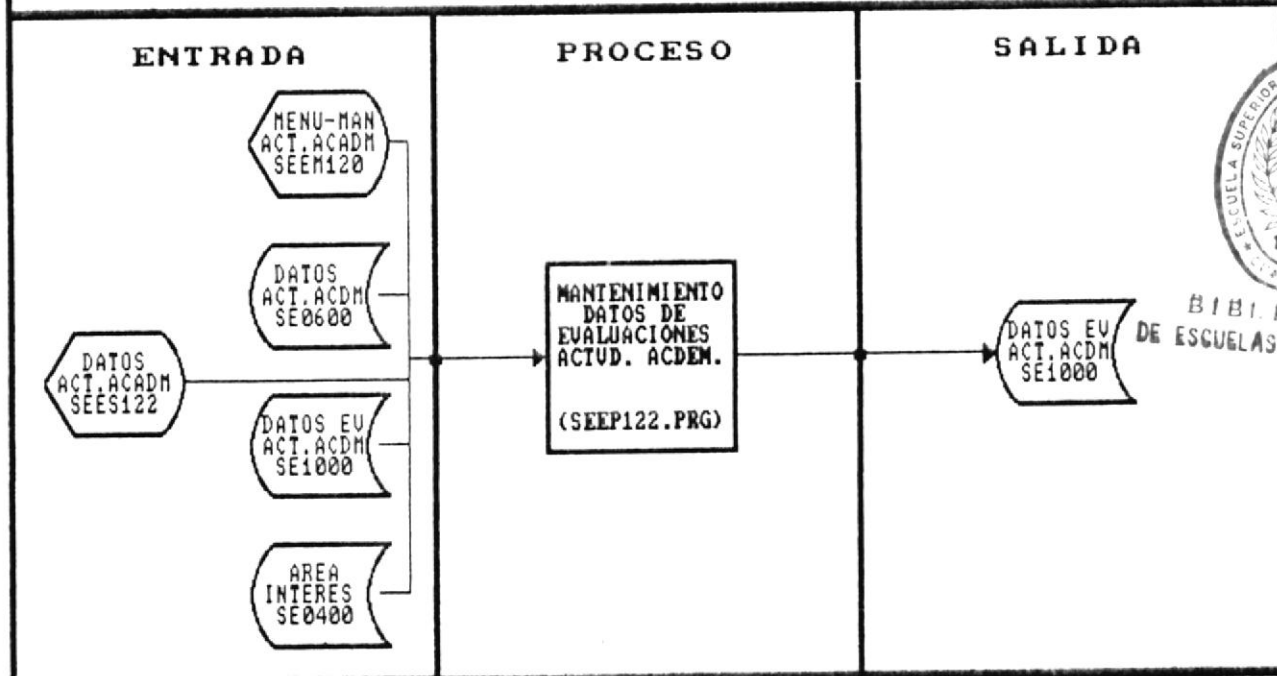 ENTRADA
PROCESO
SALIDA
MENU-MAN
ACT.ACADM
SEEM120
DATOS
ACT.ACDM
SE0600
DATOS
ACT.ACADM
SEES122
DATOS EV
ACT.ACDM
SE1000
AREA
INTERES
SE0400
MANTENIMIENTO
DATOS DE
EVALUACIONES
ACTVD. ACDEM.
(SEEP122.PRG)
DATOS EV
ACT.ACDM
SE1000
ESCUELA SUPERIOR
DE ESCUELAS